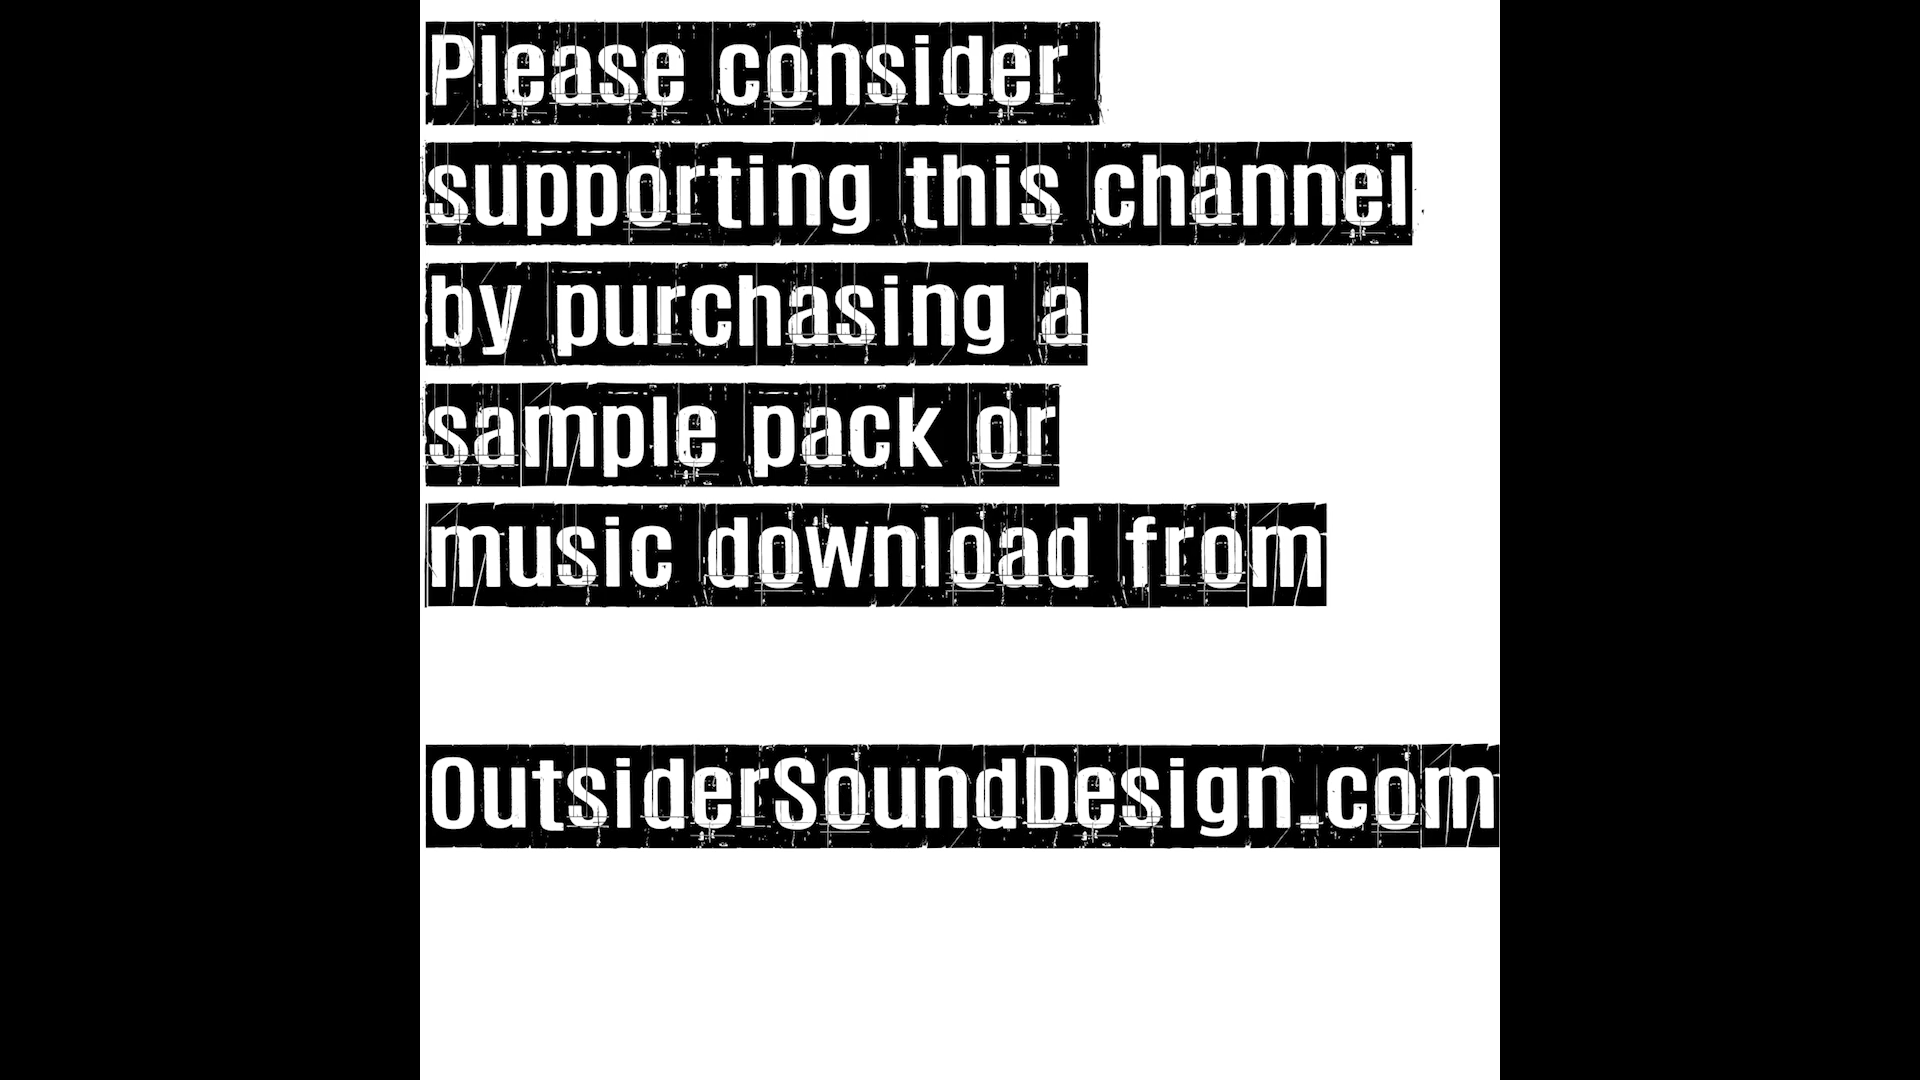 Please consider
supporting this channel
by purchasing a
sample pack or
music download from
OutsiderSoundDesign.com